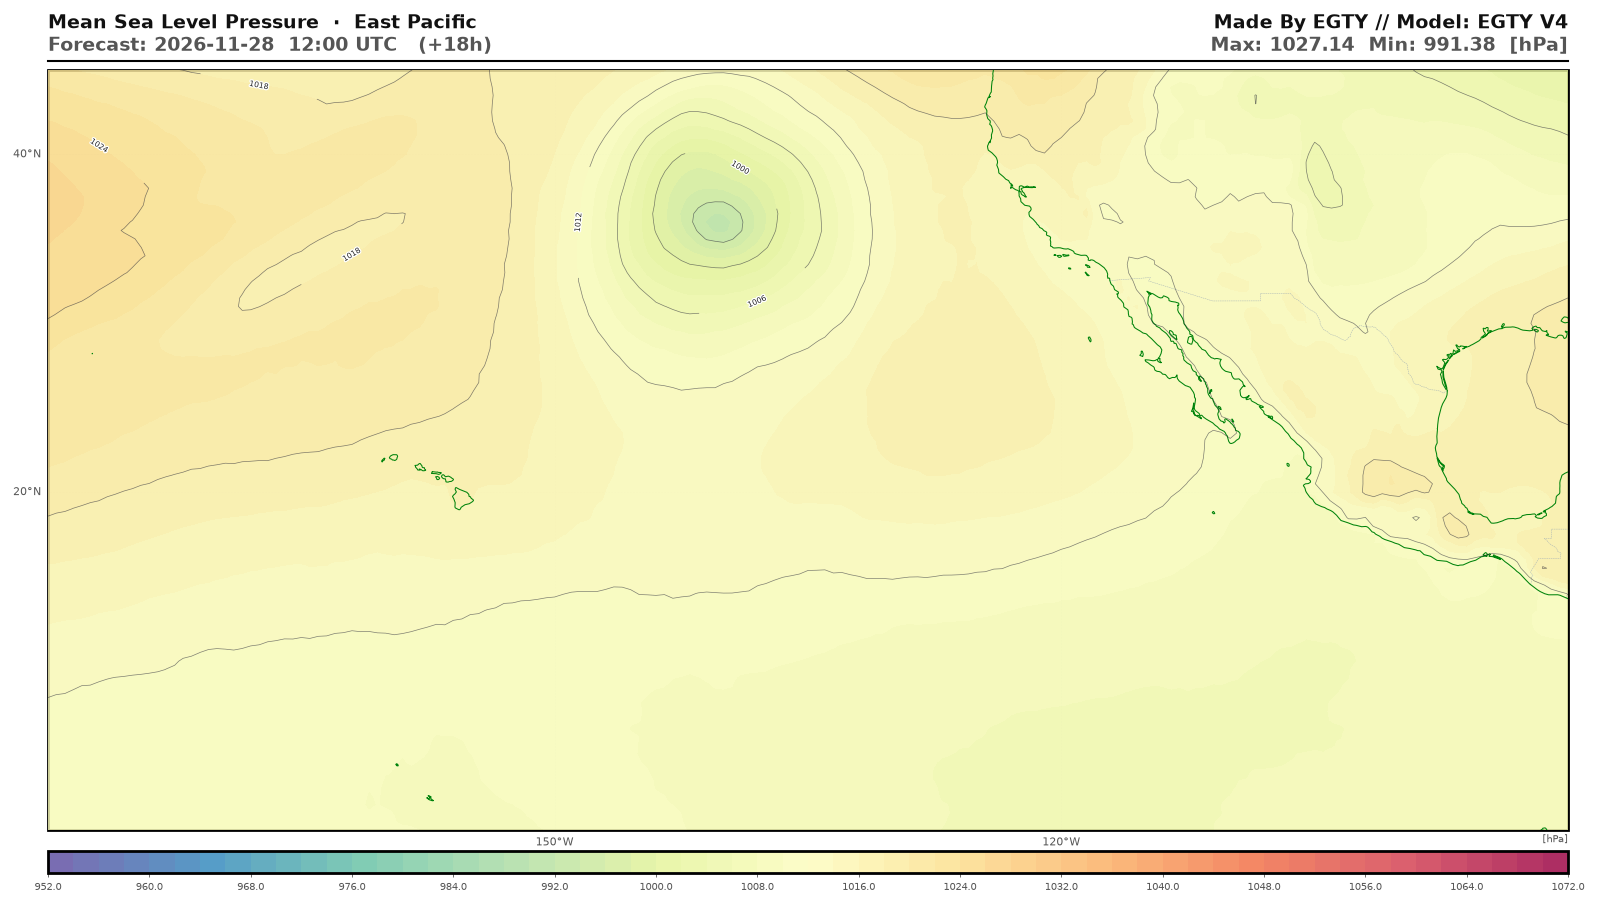 Mean Sea Level Pressure · East Pacific
Made By EGTY // Model: EGTY V4
Forecast: 2026-11-28 12:00 UTC (+18h)
Max: 1027.14 Min: 991.38 [hPa]
1018
1024
40°N
1000
1012
1018
1006
20°N
150°W
120°W
[hPa]
952.0 960.0 968.0 976.0 984.0 992.0 1000.0 1008.0 1016.0 1024.0 1032.0 1040.0 1048.0 1056.0 1064.0 1072.0